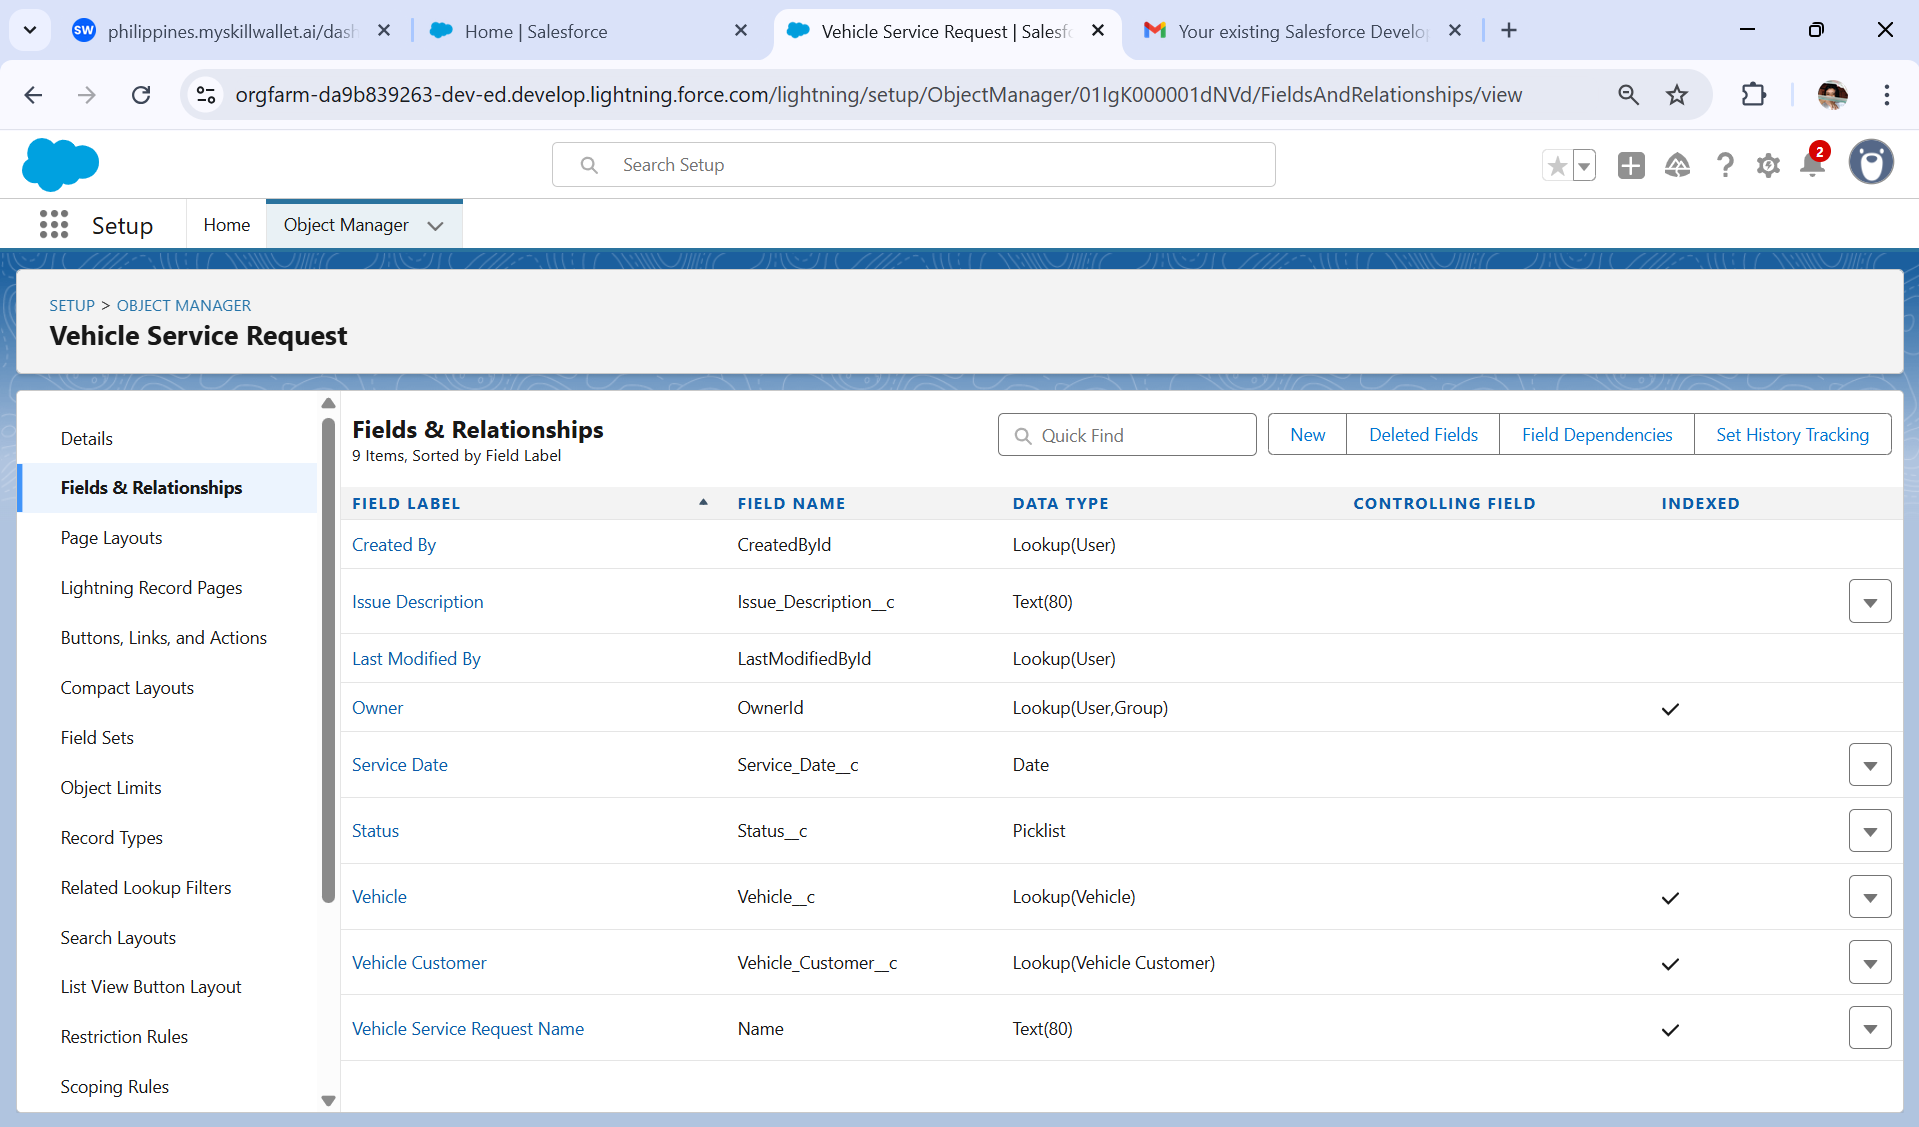 SW philippines.myskillwallet.ai/dash
Home | Salesforce
Vehicle Service Request | Salesfo
Your existing Salesforce Develop
orgfarm-da9b839263-dev-ed.develop.lightning.force.com/lightning/setup/ObjectManager/01IgK000001dNVd/FieldsAndRelationships/view
Search Setup
2
Setup
Home
Object Manager
SETUP > OBJECT MANAGER
Vehicle Service Request
Details
Fields & Relationships
Page Layouts
Lightning Record Pages
Buttons, Links, and Actions
Compact Layouts
Field Sets
Object Limits
Record Types
Related Lookup Filters
Search Layouts
List View Button Layout
Restriction Rules
Scoping Rules
Fields & Relationships
9 Items, Sorted by Field Label
Quick Find
New
Deleted Fields
Field Dependencies
Set History Tracking
FIELD LABEL FIELD NAME DATA TYPE CONTROLLING FIELD INDEXED
Created By CreatedById Lookup(User)
Issue Description Issue_Description__c Text(80)
Last Modified By LastModifiedById Lookup(User)
Owner OwnerId Lookup(User,Group)
Service Date Service_Date__c Date
Status Status__c Picklist
Vehicle Vehicle__c Lookup(Vehicle)
Vehicle Customer Vehicle_Customer__c Lookup(Vehicle Customer)
Vehicle Service Request Name Name Text(80)